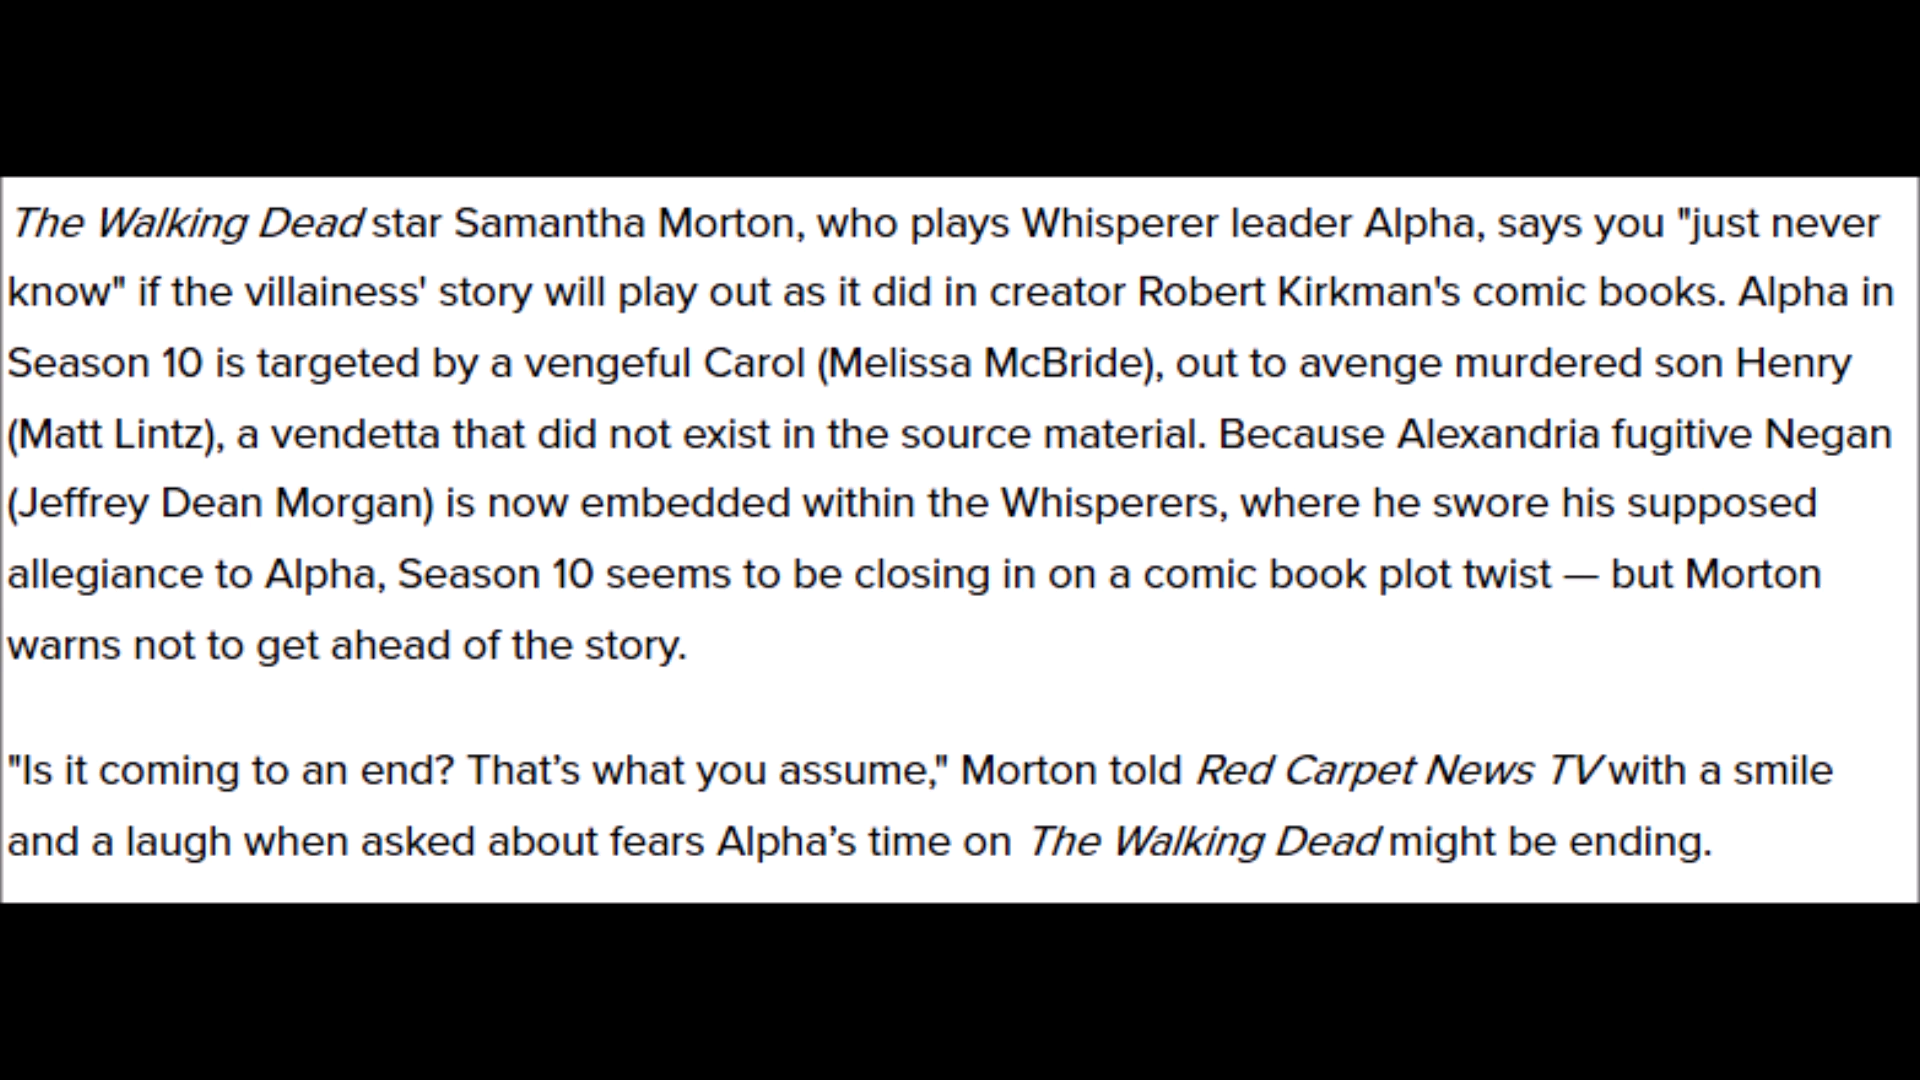 The Walking Dead star Samantha Morton, who plays Whisperer leader Alpha, says you "just never
know" if the villainess' story will play out as it did in creator Robert Kirkman's comic books. Alpha in
Season 10 is targeted by a vengeful Carol (Melissa McBride), out to avenge murdered son Henry
(Matt Lintz), a vendetta that did not exist in the source material. Because Alexandria fugitive Negan
(Jeffrey Dean Morgan) is now embedded within the Whisperers, where he swore his supposed
allegiance to Alpha, Season 10 seems to be closing in on a comic book plot twist — but Morton
warns not to get ahead of the story.
"Is it coming to an end? That’s what you assume," Morton told Red Carpet News TV with a smile
and a laugh when asked about fears Alpha’s time on The Walking Dead might be ending.